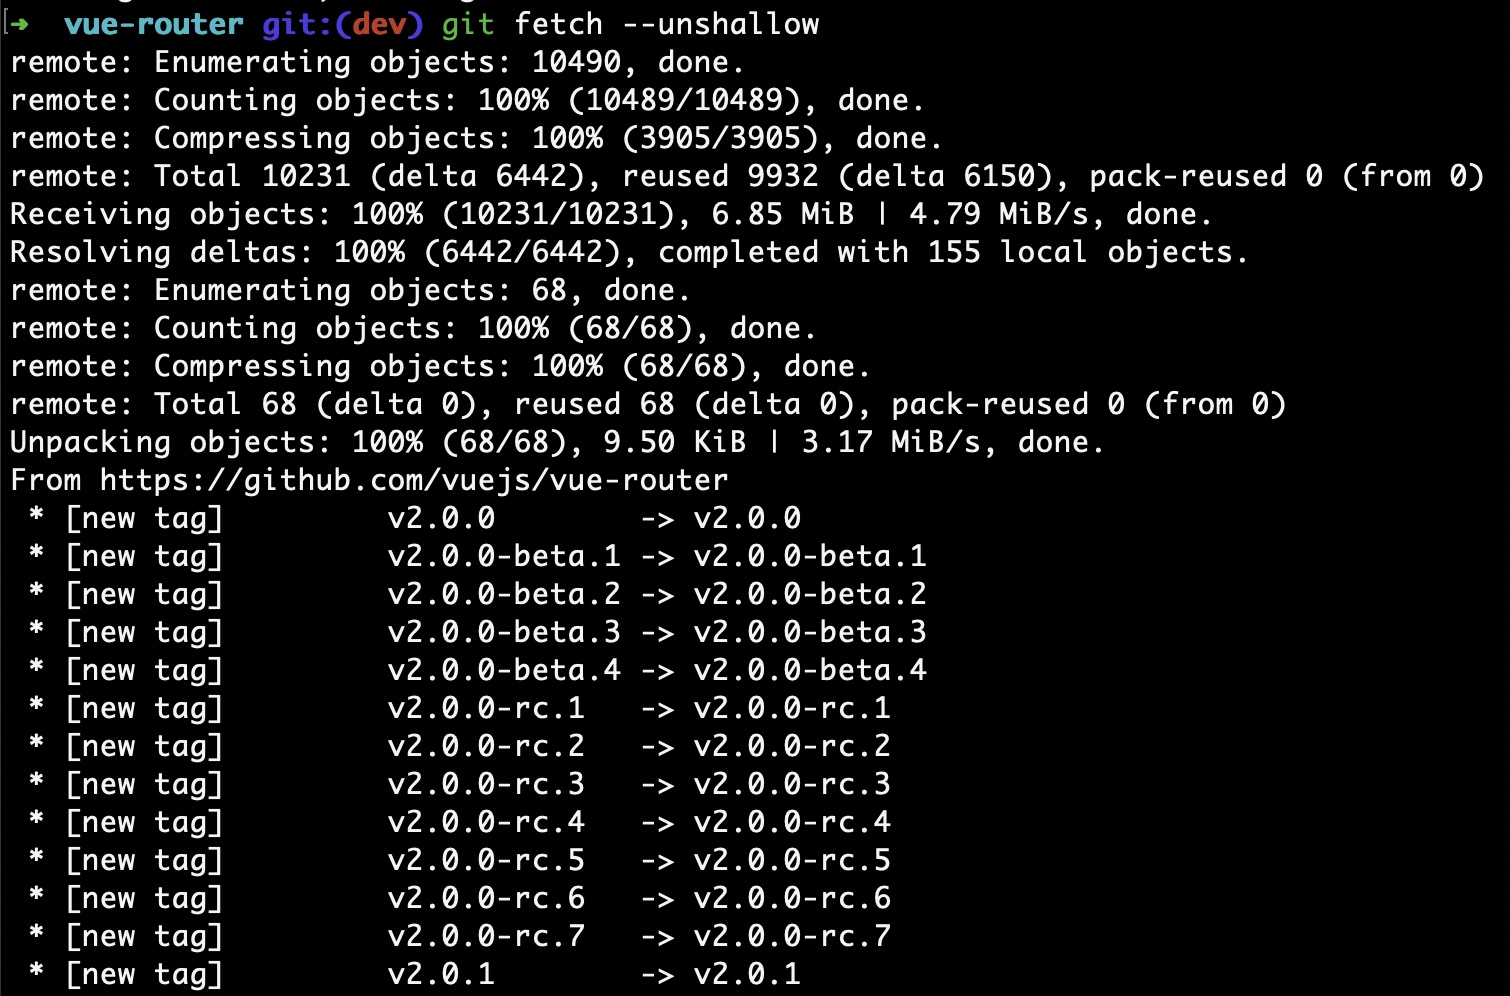 ➜  vue-router git:(dev) git fetch --unshallow
remote: Enumerating objects: 10490, done.
remote: Counting objects: 100% (10489/10489), done.
remote: Compressing objects: 100% (3905/3905), done.
remote: Total 10231 (delta 6442), reused 9932 (delta 6150), pack-reused 0 (from 0)
Receiving objects: 100% (10231/10231), 6.85 MiB | 4.79 MiB/s, done.
Resolving deltas: 100% (6442/6442), completed with 155 local objects.
remote: Enumerating objects: 68, done.
remote: Counting objects: 100% (68/68), done.
remote: Compressing objects: 100% (68/68), done.
remote: Total 68 (delta 0), reused 68 (delta 0), pack-reused 0 (from 0)
Unpacking objects: 100% (68/68), 9.50 KiB | 3.17 MiB/s, done.
From https://github.com/vuejs/vue-router
 * [new tag]         v2.0.0        -> v2.0.0
 * [new tag]         v2.0.0-beta.1 -> v2.0.0-beta.1
 * [new tag]         v2.0.0-beta.2 -> v2.0.0-beta.2
 * [new tag]         v2.0.0-beta.3 -> v2.0.0-beta.3
 * [new tag]         v2.0.0-beta.4 -> v2.0.0-beta.4
 * [new tag]         v2.0.0-rc.1   -> v2.0.0-rc.1
 * [new tag]         v2.0.0-rc.2   -> v2.0.0-rc.2
 * [new tag]         v2.0.0-rc.3   -> v2.0.0-rc.3
 * [new tag]         v2.0.0-rc.4   -> v2.0.0-rc.4
 * [new tag]         v2.0.0-rc.5   -> v2.0.0-rc.5
 * [new tag]         v2.0.0-rc.6   -> v2.0.0-rc.6
 * [new tag]         v2.0.0-rc.7   -> v2.0.0-rc.7
 * [new tag]         v2.0.1        -> v2.0.1